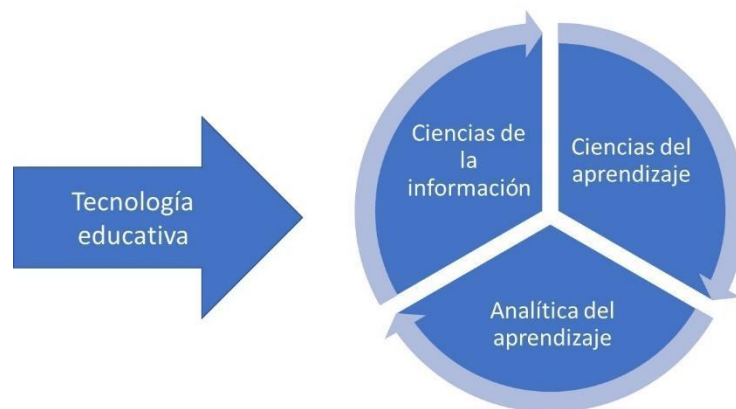 Tecnología
educativa
Ciencias de
la
información
Ciencias del
aprendizaje
Analítica del
aprendizaje